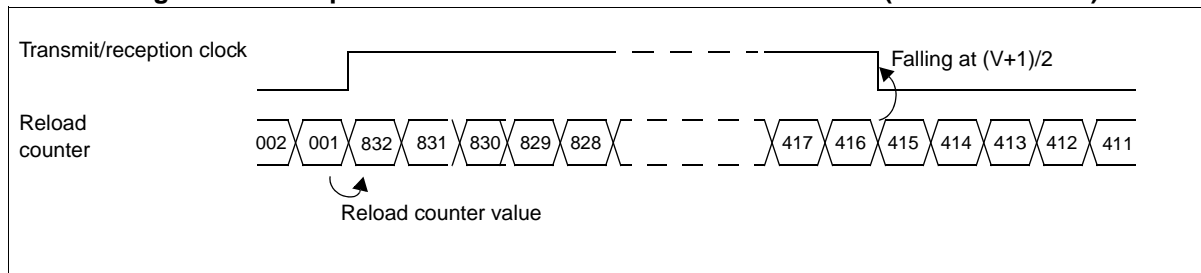 Transmit/reception clock
Falling at (V+1)/2
Reload
counter
002 001 832 831 830 829 828 417 416 415 414 413 412 411
Reload counter value